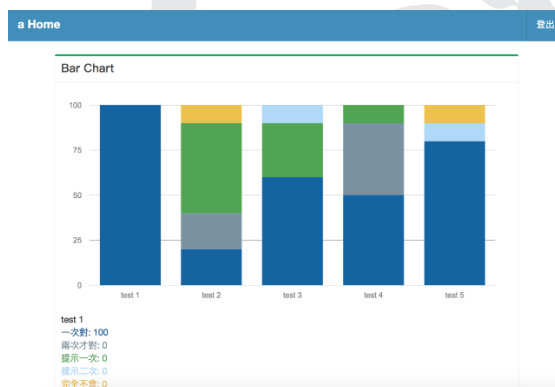 a Home
登出
Bar Chart
100
75
50
25
0
test 1 test 2 test 3 test 4 test 5
test 1
一次對: 100
兩次才對: 0
提示一次: 0
提示二次: 0
完全不會: 0